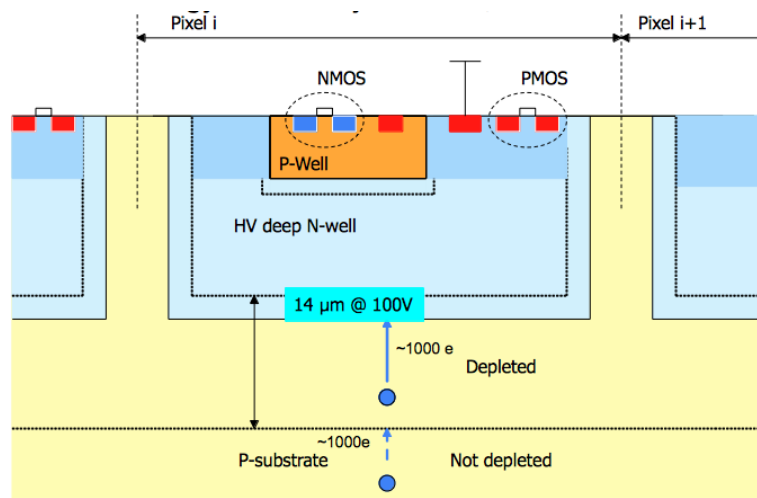 Pixel i
Pixel i+1
NMOS
PMOS
P-Well
HV deep N-well
14 µm @ 100V
~1000 e
Depleted
~1000e
P-substrate
Not depleted